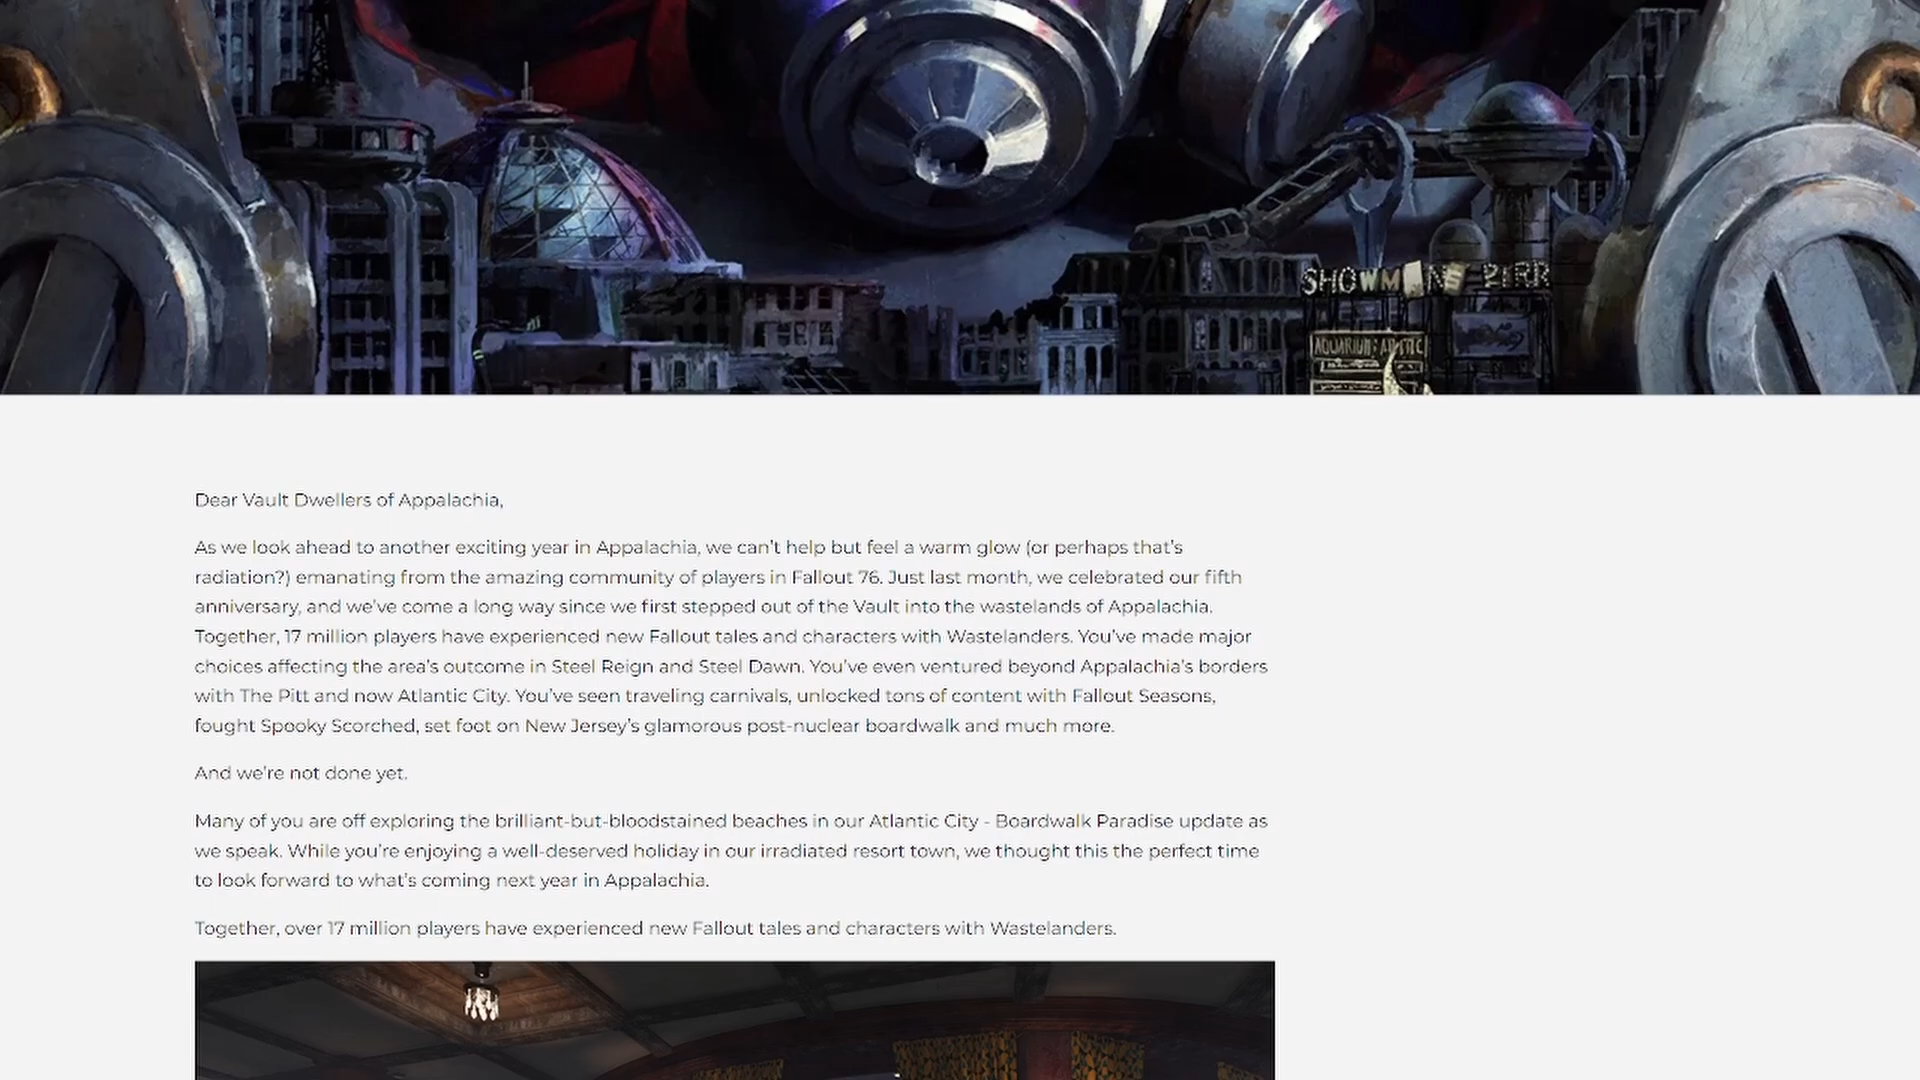 SHOWM NS PARK
AQUARIUM ATLANTIC
Dear Vault Dwellers of Appalachia,
As we look ahead to another exciting year in Appalachia, we can’t help but feel a warm glow (or perhaps that’s
radiation?) emanating from the amazing community of players in Fallout 76. Just last month, we celebrated our fifth
anniversary, and we’ve come a long way since we first stepped out of the Vault into the wastelands of Appalachia.
Together, 17 million players have experienced new Fallout tales and characters with Wastelanders. You’ve made major
choices affecting the area’s outcome in Steel Reign and Steel Dawn. You’ve even ventured beyond Appalachia’s borders
with The Pitt and now Atlantic City. You’ve seen traveling carnivals, unlocked tons of content with Fallout Seasons,
fought Spooky Scorched, set foot on New Jersey’s glamorous post-nuclear boardwalk and much more.
And we’re not done yet.
Many of you are off exploring the brilliant-but-bloodstained beaches in our Atlantic City - Boardwalk Paradise update as
we speak. While you’re enjoying a well-deserved holiday in our irradiated resort town, we thought this the perfect time
to look forward to what’s coming next year in Appalachia.
Together, over 17 million players have experienced new Fallout tales and characters with Wastelanders.